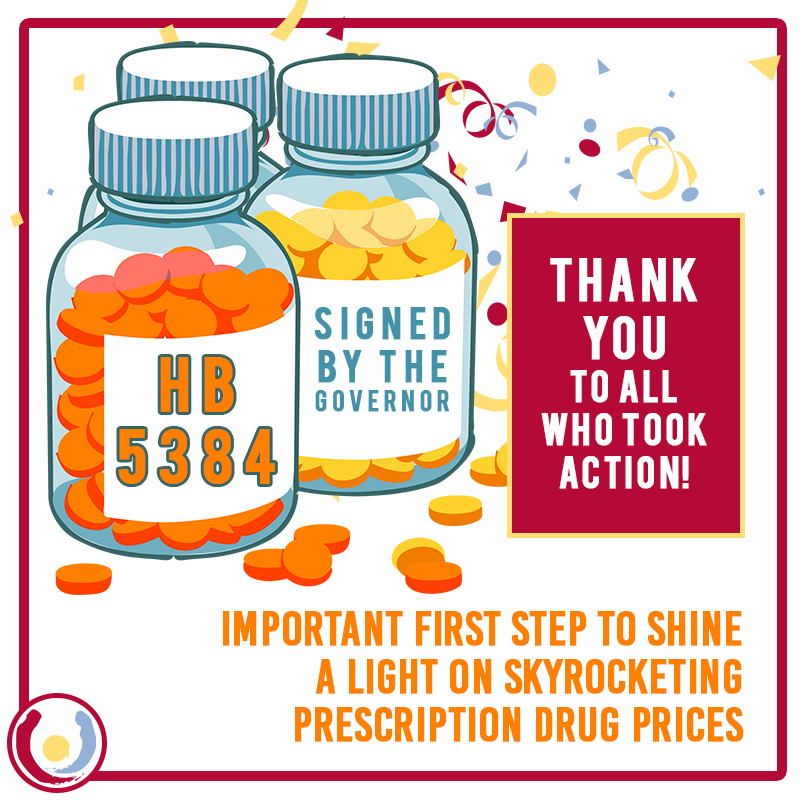 HB
5384
SIGNED
BY THE
GOVERNOR
THANK
YOU
TO ALL
WHO TOOK
ACTION!
IMPORTANT FIRST STEP TO SHINE
A LIGHT ON SKYROCKETING
PRESCRIPTION DRUG PRICES